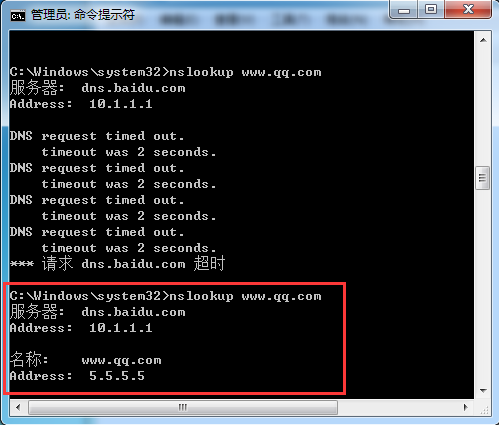 管理员: 命令提示符
C:\Windows\system32>nslookup www.qq.com
服务器:  dns.baidu.com
Address:  10.1.1.1
DNS request timed out.
    timeout was 2 seconds.
DNS request timed out.
    timeout was 2 seconds.
DNS request timed out.
    timeout was 2 seconds.
DNS request timed out.
    timeout was 2 seconds.
*** 请求 dns.baidu.com 超时
C:\Windows\system32>nslookup www.qq.com
服务器:  dns.baidu.com
Address:  10.1.1.1
名称:    www.qq.com
Address:  5.5.5.5